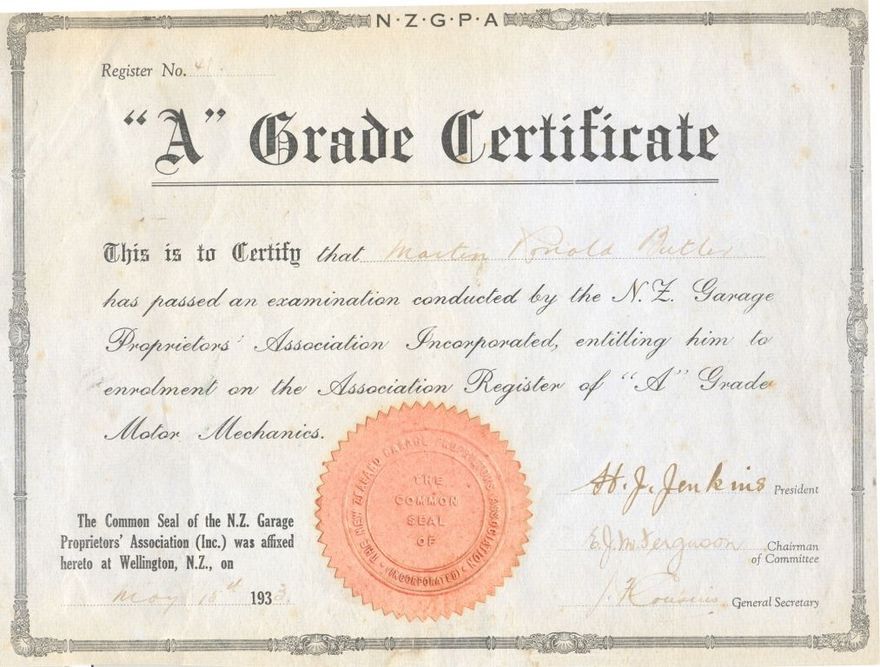 N·Z·G·P·A
Register No.
"A" Grade Certificate
This is to Certify that Martin Ronald Butler
has passed an examination conducted by the N.Z. Garage
Proprietors' Association Incorporated, entitling him to
enrolment on the Association Register of "A" Grade
Motor Mechanics.
THE NEW ZEALAND GARAGE PROPRIETORS ASSOCIATION
(INCORPORATED)
THE
COMMON
SEAL
OF
H. J. Jenkins President
The Common Seal of the N.Z. Garage
Proprietors' Association (Inc.) was affixed
hereto at Wellington, N.Z., on
May 15th 1933.
Ferguson Chairman
of Committee
General Secretary